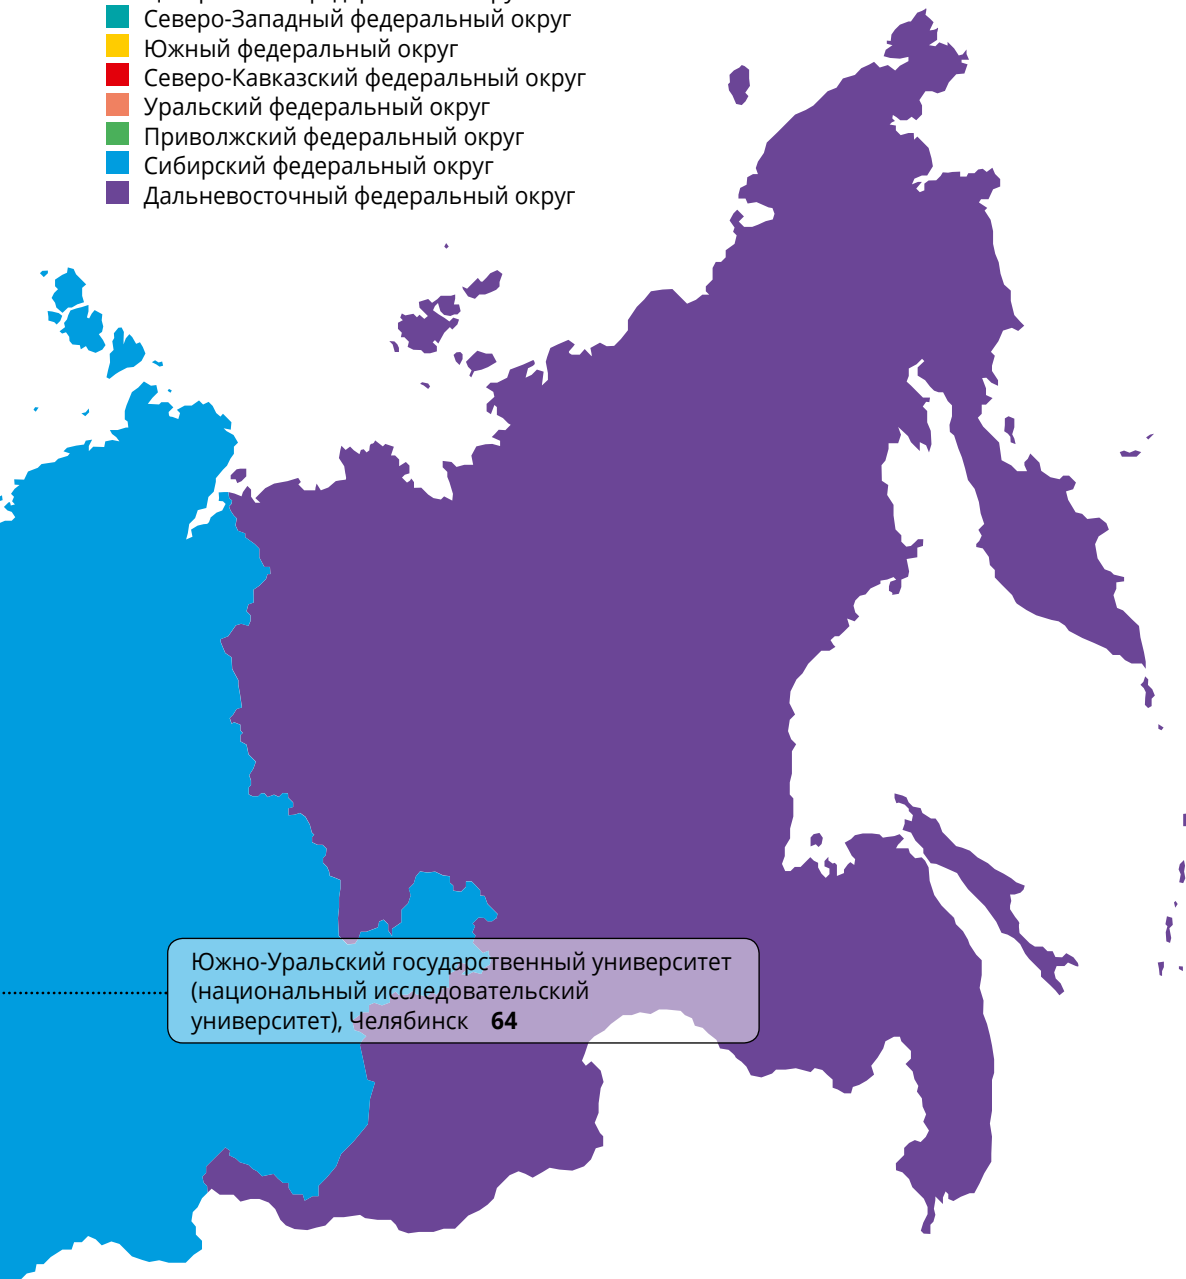 Северо-Западный федеральный округ
Южный федеральный округ
Северо-Кавказский федеральный округ
Уральский федеральный округ
Приволжский федеральный округ
Сибирский федеральный округ
Дальневосточный федеральный округ
Южно-Уральский государственный университет
(национальный исследовательский
университет), Челябинск 64